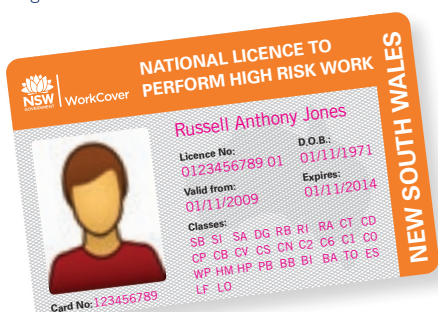 NSW
GOVERNMENT
WorkCover
NATIONAL LICENCE TO
PERFORM HIGH RISK WORK
Russell Anthony Jones
Licence No:
0123456789 01
D.O.B.:
01/11/1971
Valid from:
01/11/2009
Expires:
01/11/2014
Classes:
SB SI SA DG RB RI RA CT CD
CP CB CV CS CN C2 C6 C1 CO
WP HM HP PB BB BI BA TO ES
LF LO
Card No:123456789
NEW SOUTH WALES